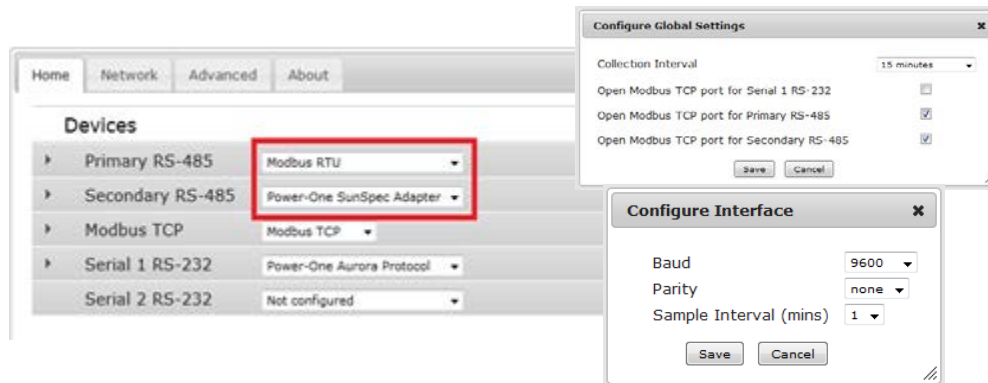 Home Network Advanced About
Devices
Primary RS-485 Modbus RTU
Secondary RS-485 Power-One SunSpec Adapter
Modbus TCP Modbus TCP
Serial 1 RS-232 Power-One Aurora Protocol
Serial 2 RS-232 Not configured
Configure Global Settings x
Collection Interval 15 minutes
Open Modbus TCP port for Serial 1 RS-232
Open Modbus TCP port for Primary RS-485
Open Modbus TCP port for Secondary RS-485
Save Cancel
Configure Interface x
Baud 9600
Parity none
Sample Interval (mins) 1
Save Cancel